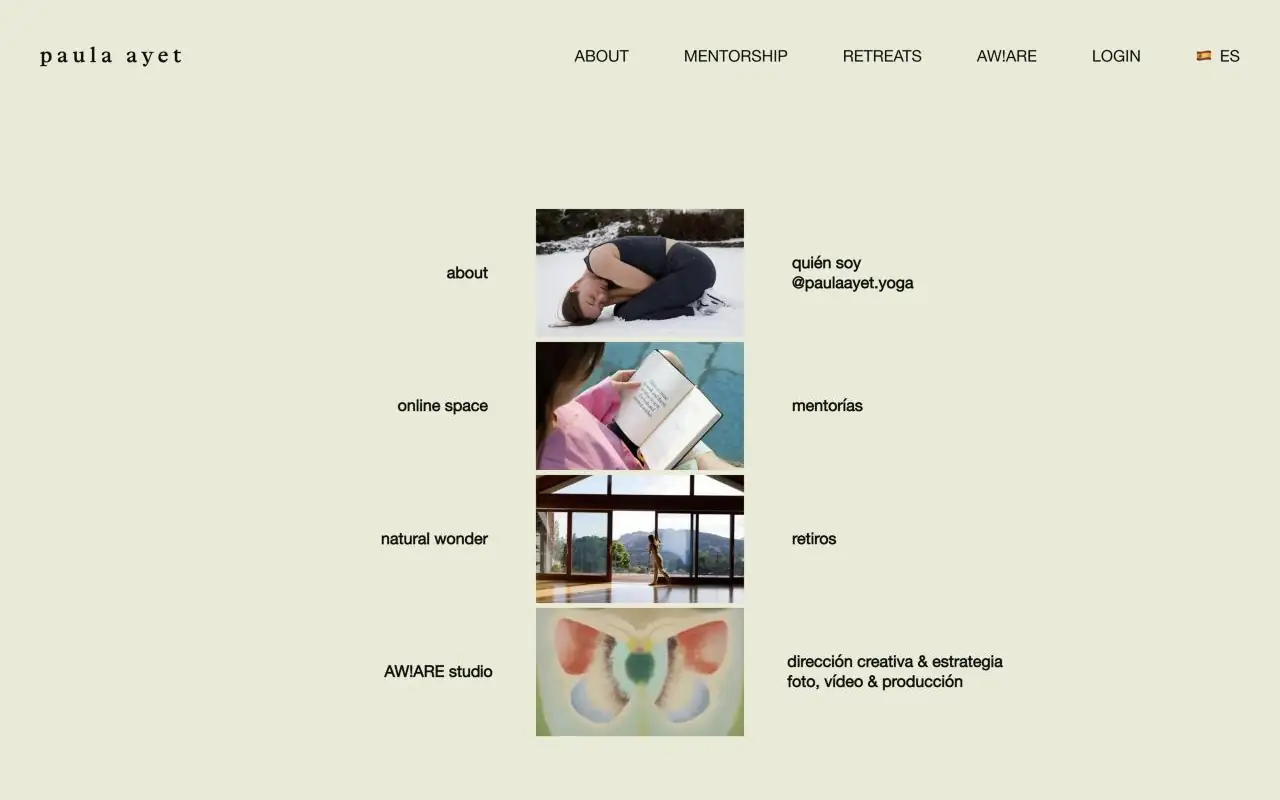 paula ayet
ABOUT
MENTORSHIP
RETREATS
AW!ARE
LOGIN
ES
about
quién soy
@paulaayet.yoga
online space
mentorías
natural wonder
retiros
AW!ARE studio
dirección creativa & estrategia
foto, vídeo & producción